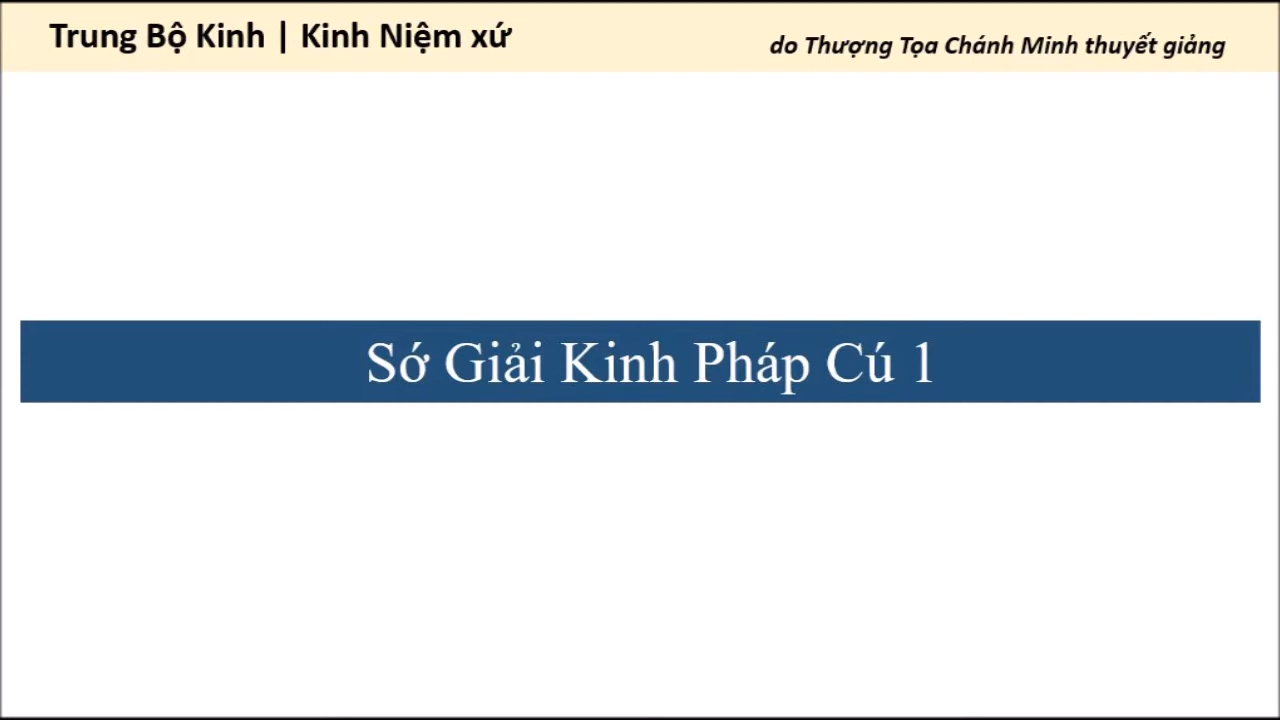 Trung Bộ Kinh | Kinh Niệm xứ
do Thượng Tọa Chánh Minh thuyết giảng
Sớ Giải Kinh Pháp Cú 1